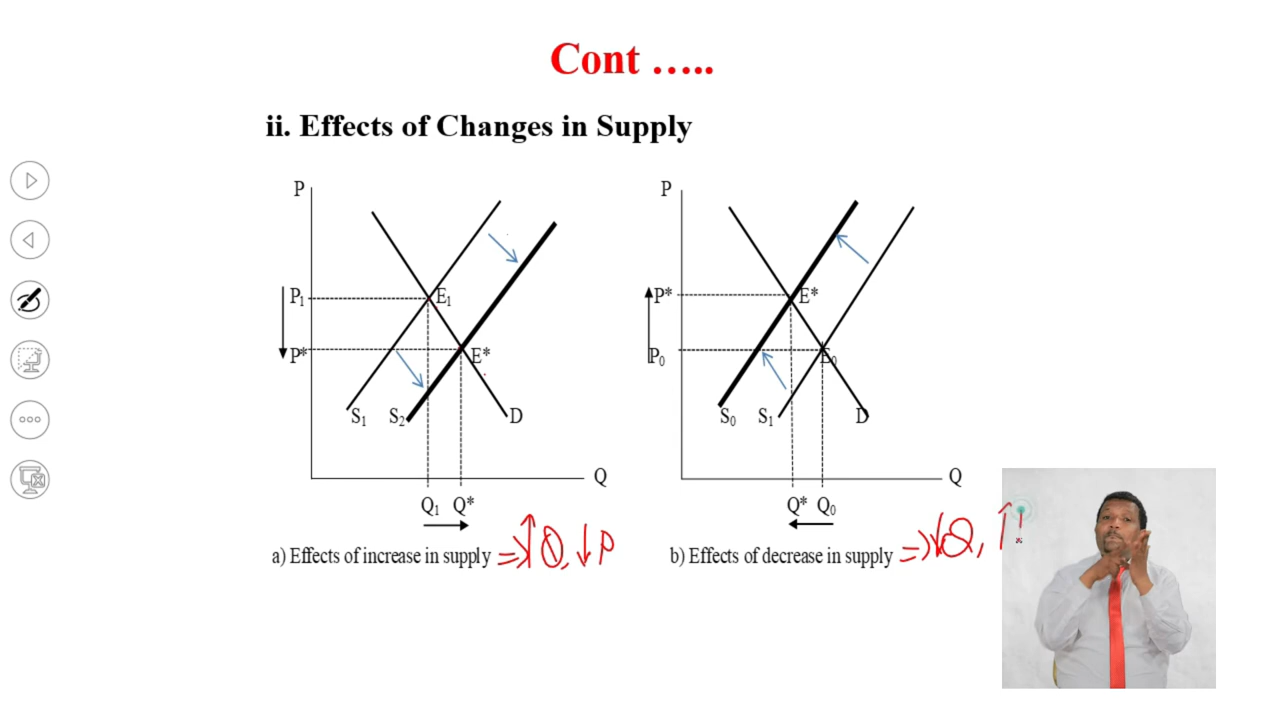 Cont …..
ii. Effects of Changes in Supply
P
P1
P*
E1
E*
S1
S2
D
Q
Q1
Q*
a) Effects of increase in supply ⇒ ↑Q, ↓P
P
P*
P0
E*
E0
S0
S1
D
Q
Q*
Q0
b) Effects of decrease in supply ⇒ ↓Q, ↑